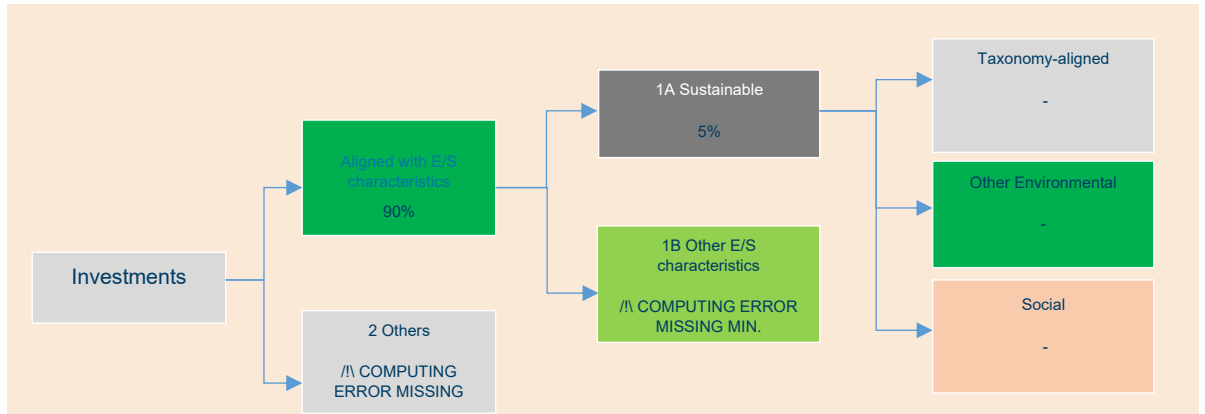 Investments
Aligned with E/S
characteristics
90%
2 Others
/!\ COMPUTING
ERROR MISSING
1A Sustainable
5%
1B Other E/S
characteristics
/!\ COMPUTING ERROR
MISSING MIN.
Taxonomy-aligned
-
Other Environmental
-
Social
-